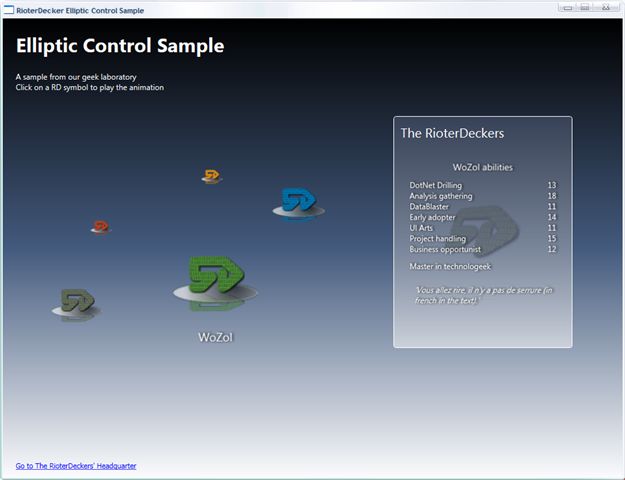 RioterDecker Elliptic Control Sample
Elliptic Control Sample
A sample from our geek laboratory
Click on a RD symbol to play the animation
The RioterDeckers
WoZoI abilities
DotNet Drilling 13
Analysis gathering 18
DataBlaster 11
Early adopter 14
UI Arts 11
Project handling 15
Business opportunist 12
Master in technologeek
'Vous allez rire, il n'y a pas de serrure (in
french in the text).'
WoZoI
Go to The RioterDeckers' Headquarter